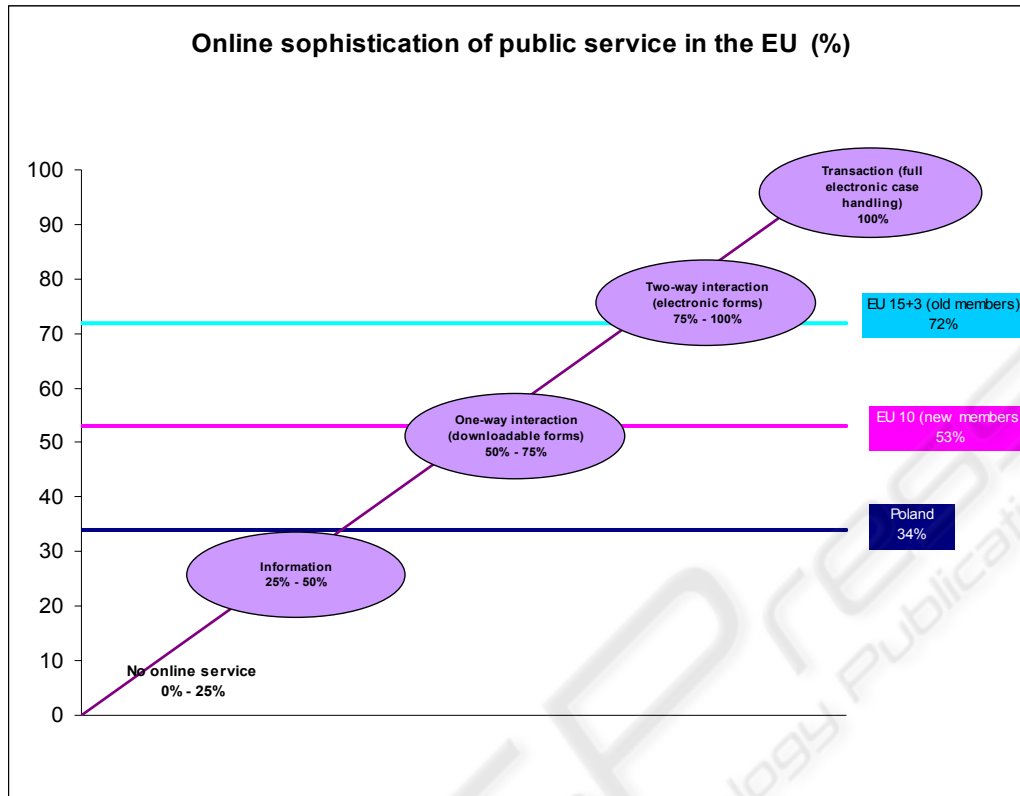 Online sophistication of public service in the EU (%)
100
90
80
70
60
50
40
30
20
10
0
Transaction (full
electronic case
handling)
100%
Two-way interaction
(electronic forms)
75% - 100%
EU 15+3 (old members)
72%
One-way interaction
(downloadable forms)
50% - 75%
EU 10 (new members
53%
Poland
34%
Information
25% - 50%
No online service
0% - 25%
Press
logy Publicati